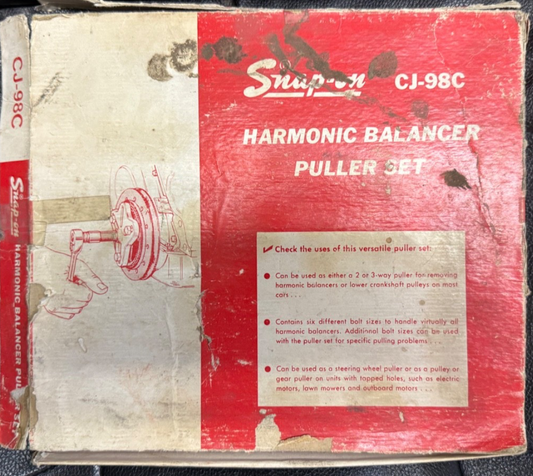 Snap-on CJ-98C
HARMONIC BALANCER
PULLER SET
✓ Check the uses of this versatile puller set:
● Can be used as either a 2 or 3-way puller for removing
harmonic balancers or lower crankshaft pulleys on most
cars . . . .
● Contains six different bolt sizes to handle virtually all
harmonic balancers. Additional bolt sizes can be used
with the puller set for specific pulling problems . . .
● Can be used as a steering wheel puller or as a pulley or
gear puller on units with tapped holes, such as electric
motors, lawn mowers and outboard motors . . .
CJ-98C
Snap-on HARMONIC BALANCER PULLER SET